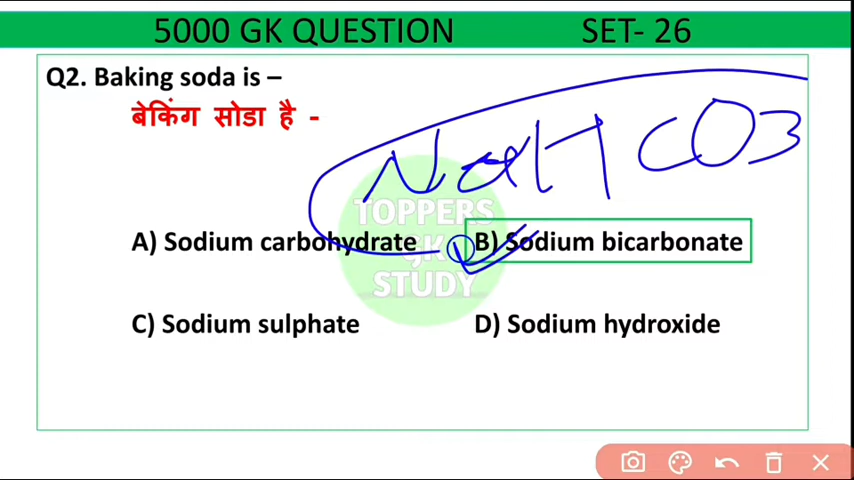 5000 GK QUESTION SET- 26
Q2. Baking soda is –
बेकिंग सोडा है -
NaHCO3
TOPPERS
GK
STUDY
A) Sodium carbohydrate B) Sodium bicarbonate
C) Sodium sulphate D) Sodium hydroxide